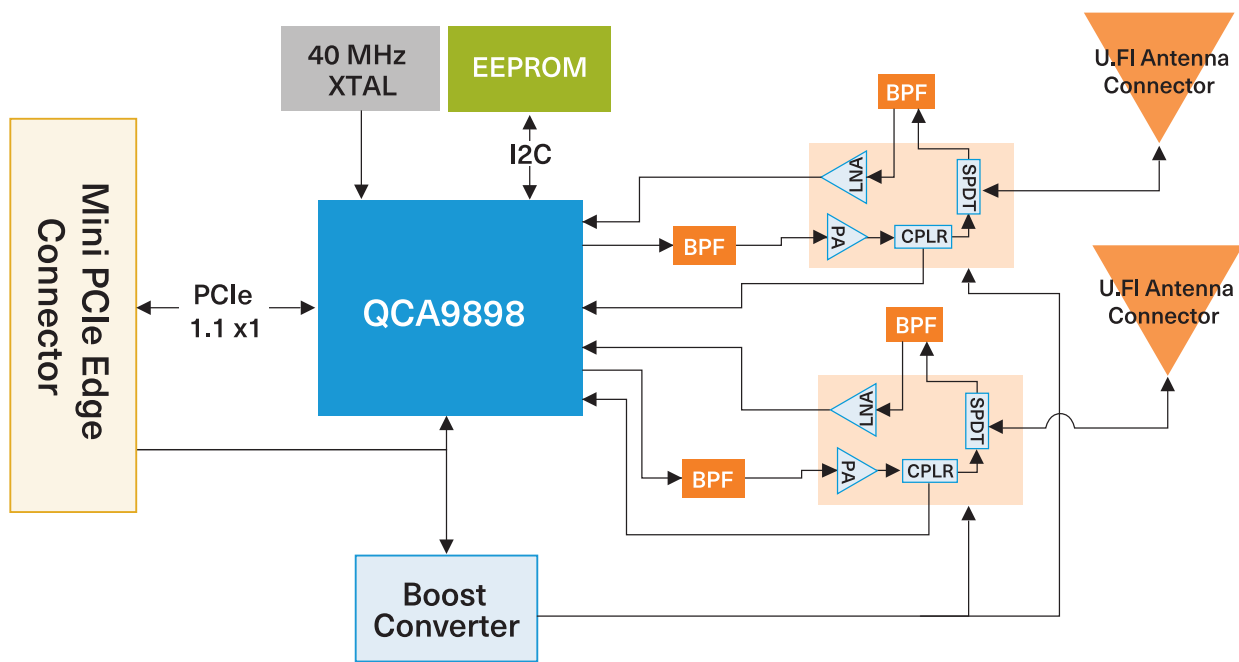 40 MHz
XTAL
EEPROM
I2C
U.Fl Antenna
Connector
BPF
LNA
SPDT
PA
CPLR
BPF
Mini PCIe Edge
Connector
PCIe
1.1 x1
QCA9898
U.Fl Antenna
Connector
BPF
LNA
SPDT
PA
CPLR
BPF
Boost
Converter